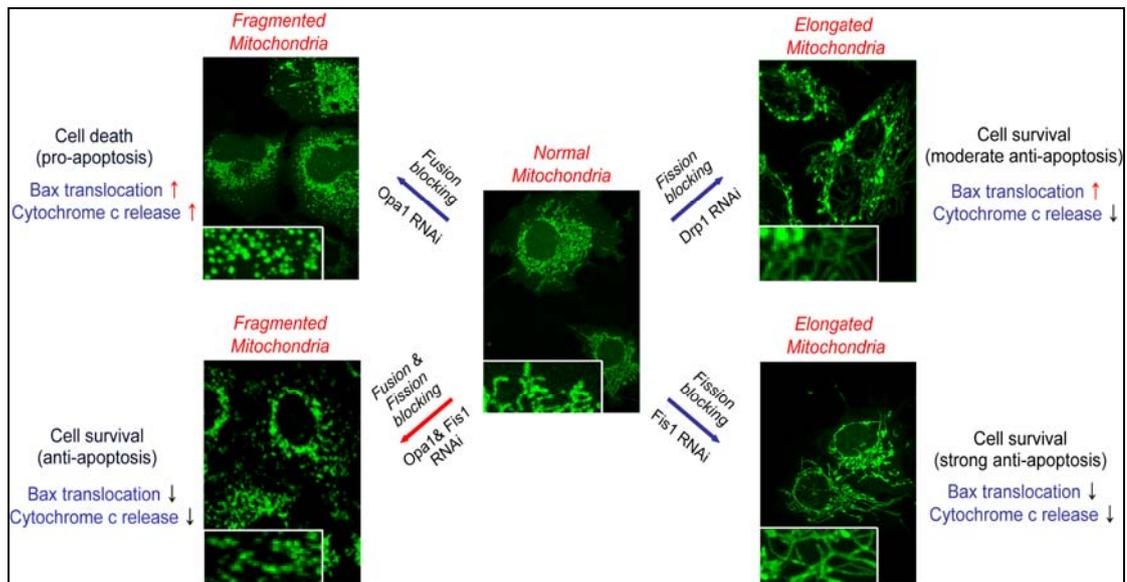 Fragmented
Mitochondria
Cell death
(pro-apoptosis)
Bax translocation ↑
Cytochrome c release ↑
Fusion
blocking
Opa1 RNAi
Normal
Mitochondria
Fission
blocking
Drp1 RNAi
Elongated
Mitochondria
Cell survival
(moderate anti-apoptosis)
Bax translocation ↑
Cytochrome c release ↓
Fragmented
Mitochondria
Cell survival
(anti-apoptosis)
Bax translocation ↓
Cytochrome c release ↓
Fusion &
Fission
blocking
Opa1& Fis1
RNAi
Fission
blocking
Fis1 RNAi
Elongated
Mitochondria
Cell survival
(strong anti-apoptosis)
Bax translocation ↓
Cytochrome c release ↓